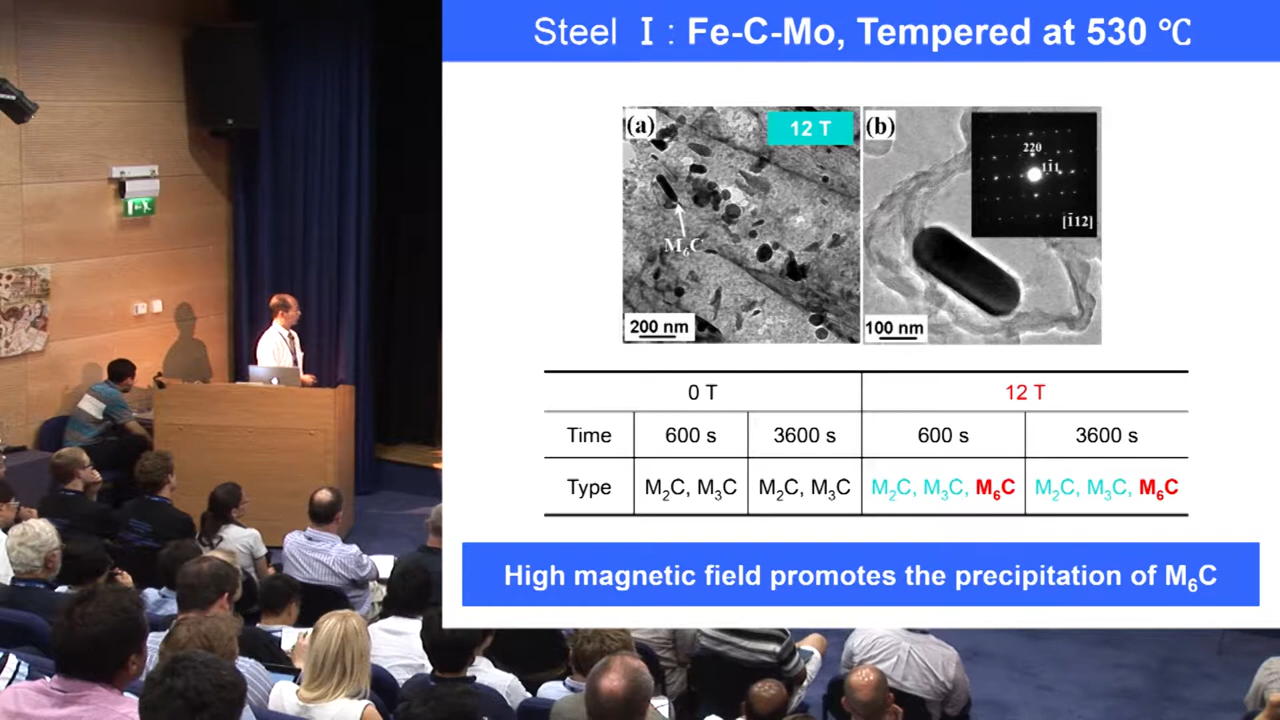 Steel Ⅰ: Fe-C-Mo, Tempered at 530 ℃
(a) 12 T (b)
220
11̄1
M₆C
[1̄12]
200 nm 100 nm
0 T 12 T
Time 600 s 3600 s 600 s 3600 s
Type M₂C, M₃C M₂C, M₃C M₂C, M₃C, M₆C M₂C, M₃C, M₆C
High magnetic field promotes the precipitation of M₆C